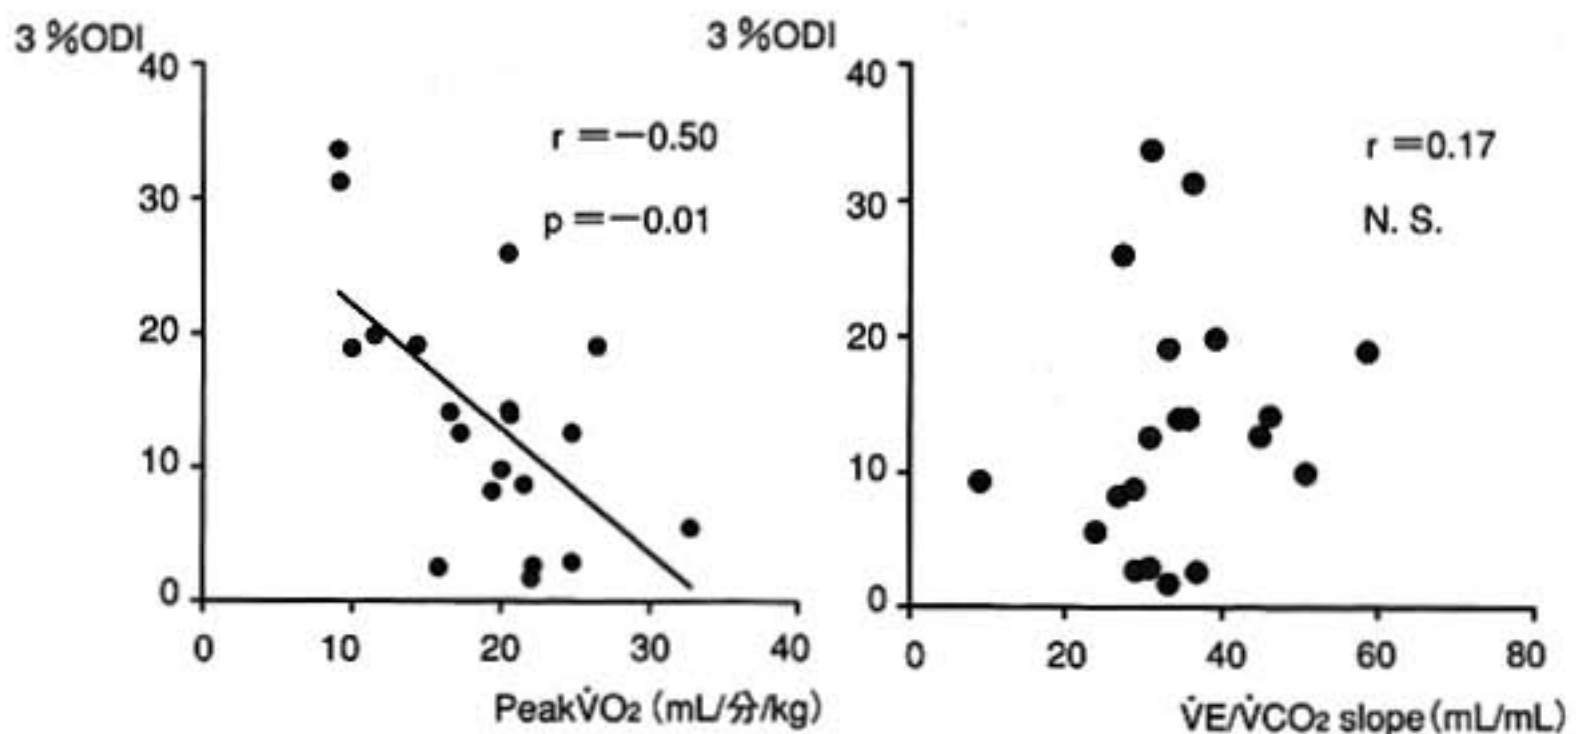 3 %ODI
40
30
20
10
0
r =−0.50
p =−0.01
0 10 20 30 40
PeakV̇O₂ (mL/分/kg)
3 %ODI
40
30
20
10
0
r =0.17
N. S.
0 20 40 60 80
V̇E/V̇CO₂ slope (mL/mL)